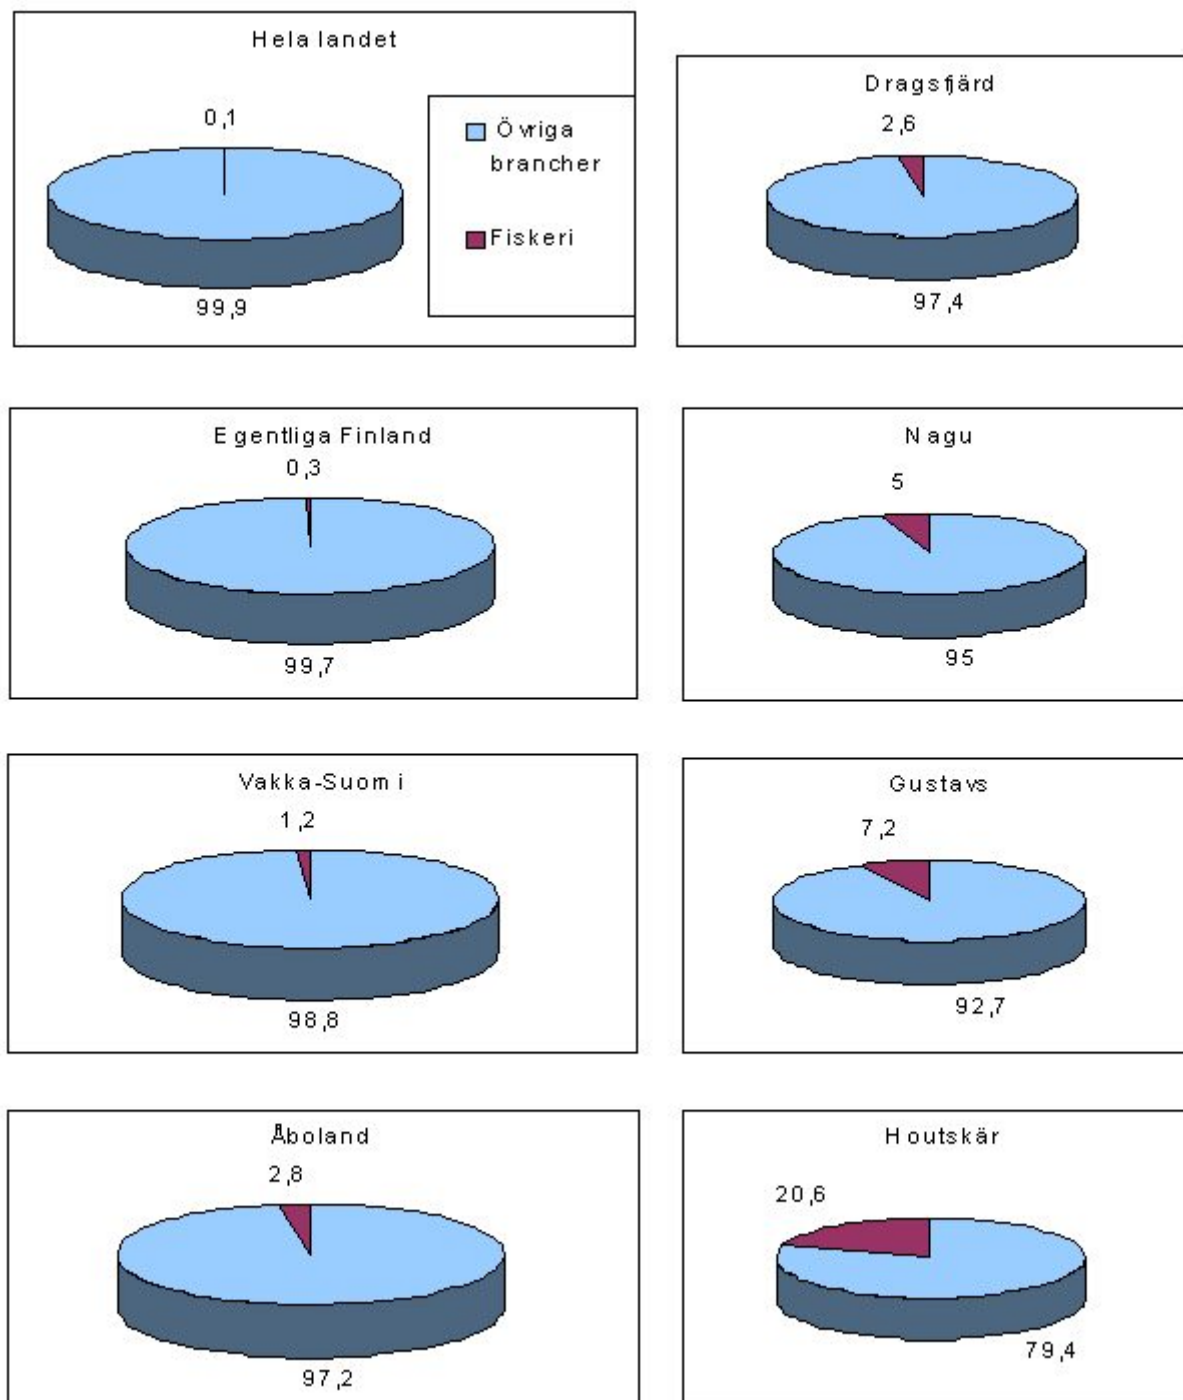 Hela landet
0,1
99,9
Övriga
brancher
Fiskeri
Dragsfjärd
2,6
97,4
Egentliga Finland
0,3
99,7
Nagu
5
95
Vakka-Suomi
1,2
98,8
Gustavs
7,2
92,7
Åboland
2,8
97,2
Houtskär
20,6
79,4